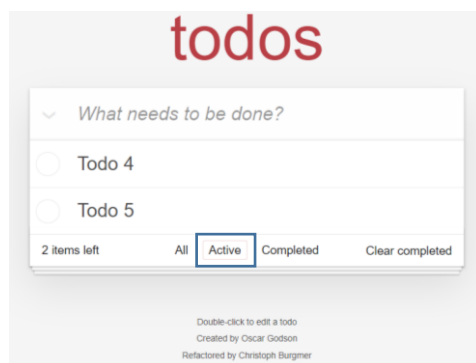 todos
What needs to be done?
Todo 4
Todo 5
2 items left All Active Completed Clear completed
Double-click to edit a todo
Created by Oscar Godson
Refactored by Christoph Burgmer